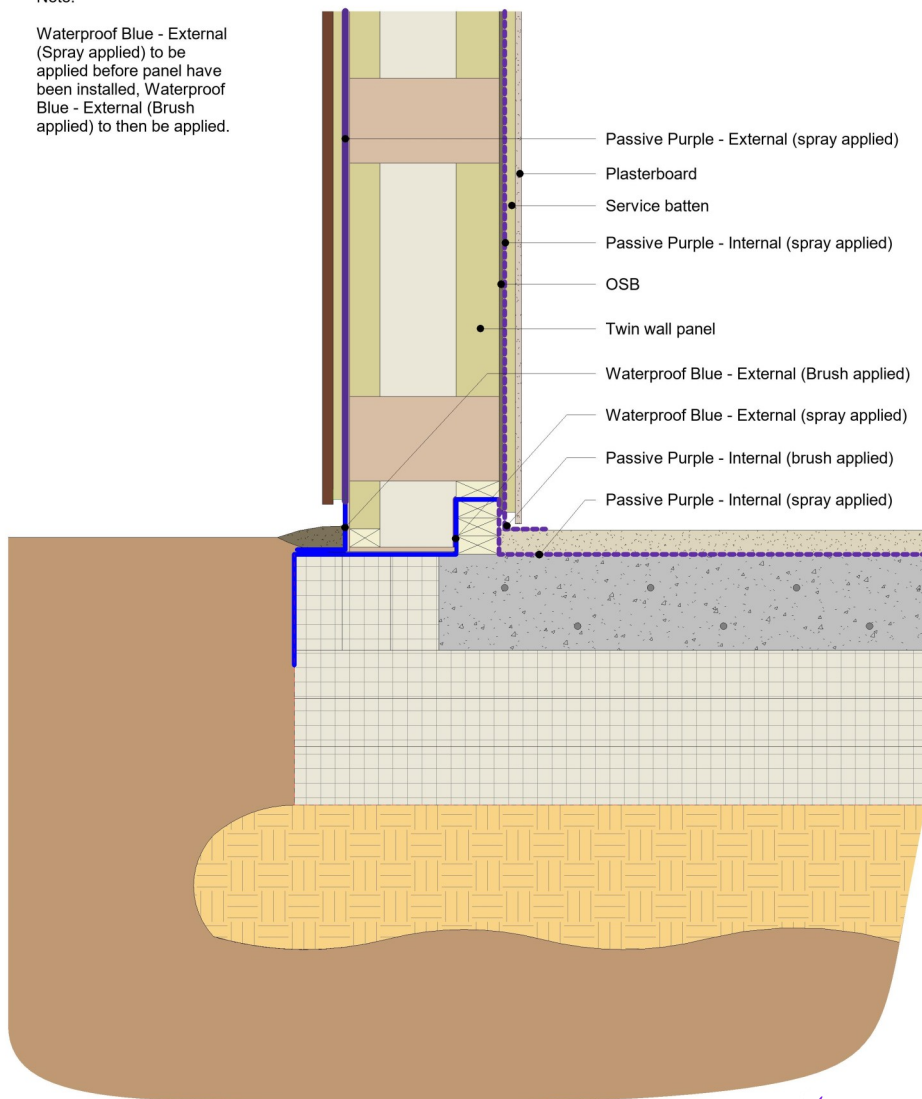 Note:
Waterproof Blue - External
(Spray applied) to be
applied before panel have
been installed, Waterproof
Blue - External (Brush
applied) to then be applied.
Passive Purple - External (spray applied)
Plasterboard
Service batten
Passive Purple - Internal (spray applied)
OSB
Twin wall panel
Waterproof Blue - External (Brush applied)
Waterproof Blue - External (spray applied)
Passive Purple - Internal (brush applied)
Passive Purple - Internal (spray applied)